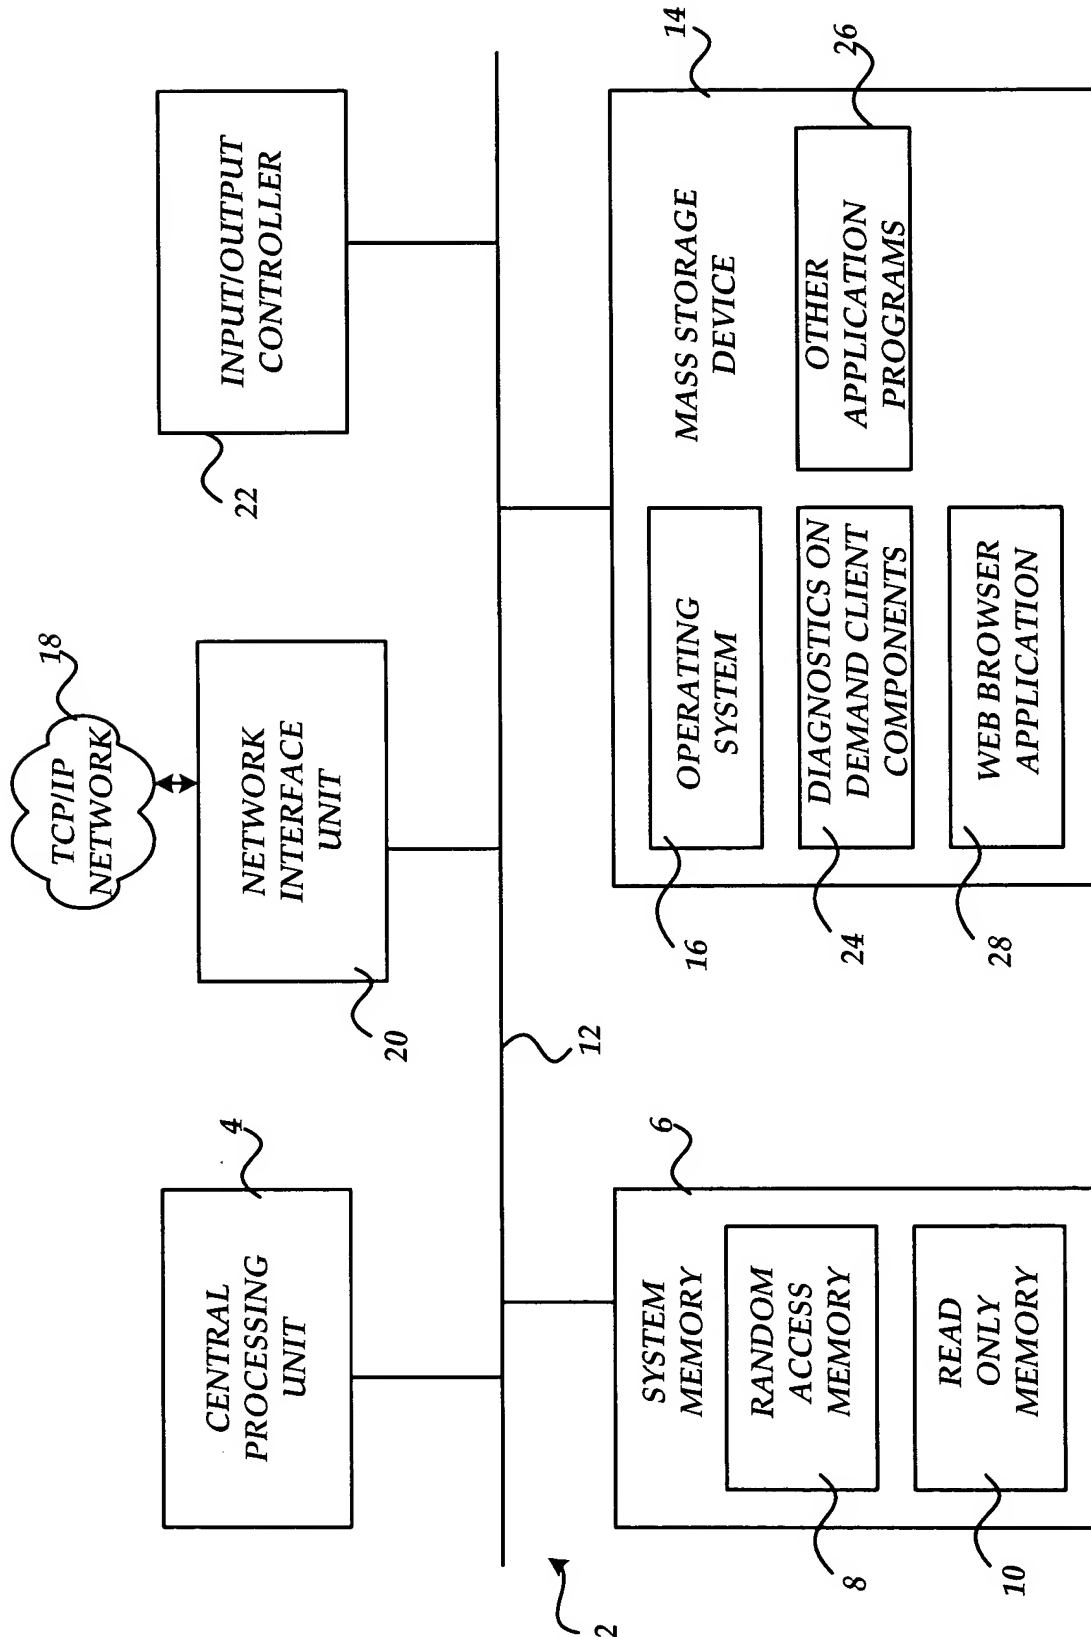 4
CENTRAL
PROCESSING
UNIT
18
TCP/IP
NETWORK
NETWORK
INTERFACE
UNIT
20
INPUT/OUTPUT
CONTROLLER
22
2
12
6
SYSTEM
MEMORY
RANDOM
ACCESS
MEMORY
8
READ
ONLY
MEMORY
10
14
MASS STORAGE
DEVICE
OPERATING
SYSTEM
16
DIAGNOSTICS ON
DEMAND CLIENT
COMPONENTS
24
WEB BROWSER
APPLICATION
28
OTHER
APPLICATION
PROGRAMS
26